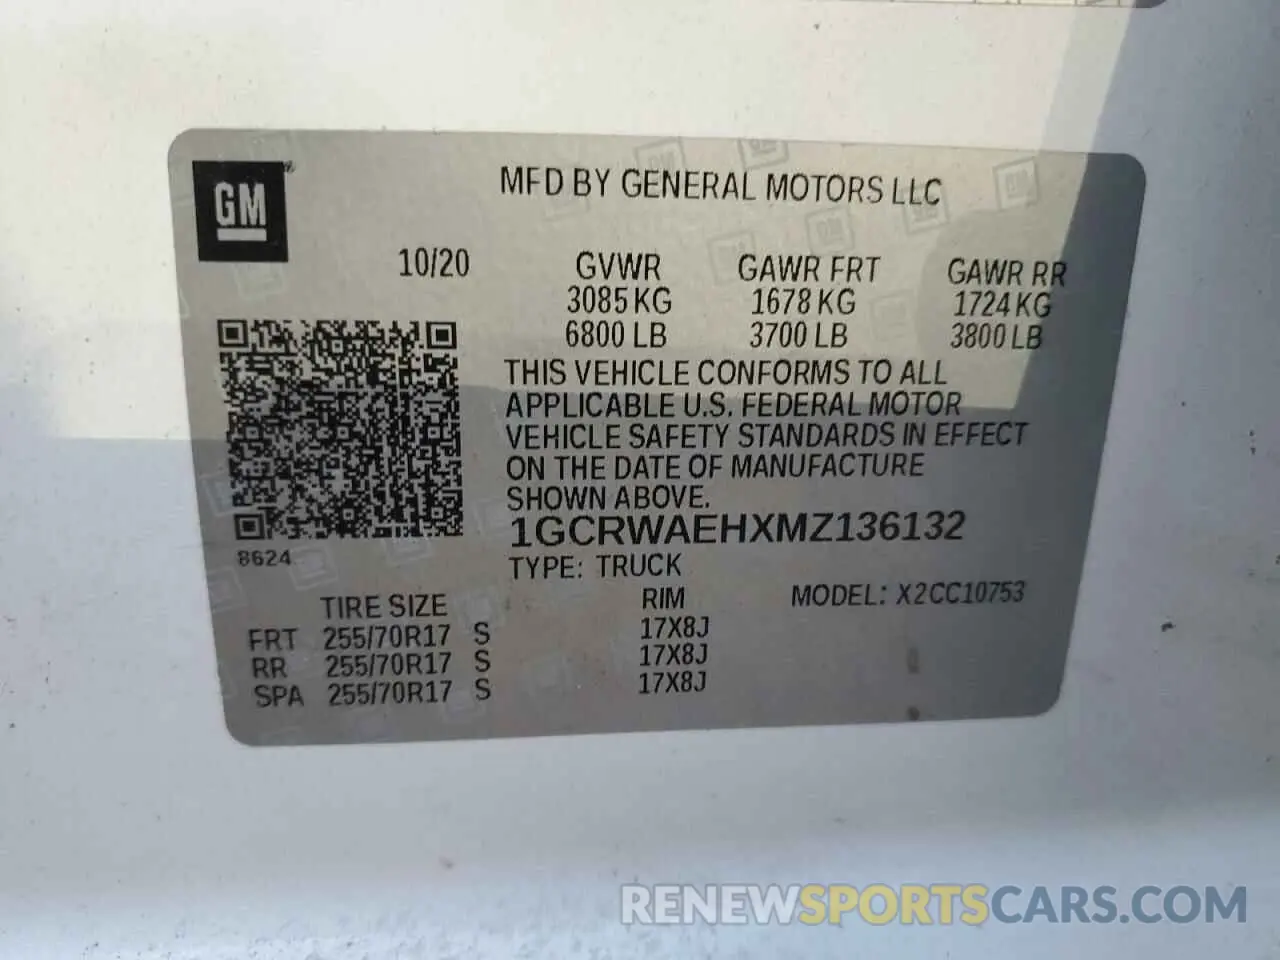 GM
MFD BY GENERAL MOTORS LLC
10/20 GVWR GAWR FRT GAWR RR
3085 KG 1678 KG 1724 KG
6800 LB 3700 LB 3800 LB
THIS VEHICLE CONFORMS TO ALL
APPLICABLE U.S. FEDERAL MOTOR
VEHICLE SAFETY STANDARDS IN EFFECT
ON THE DATE OF MANUFACTURE
SHOWN ABOVE.
1GCRWAEHXMZ136132
8624
TYPE: TRUCK
TIRE SIZE RIM MODEL: X2CC10753
FRT 255/70R17 S 17X8J
RR 255/70R17 S 17X8J
SPA 255/70R17 S 17X8J
RENEWSPORTSCARS.COM